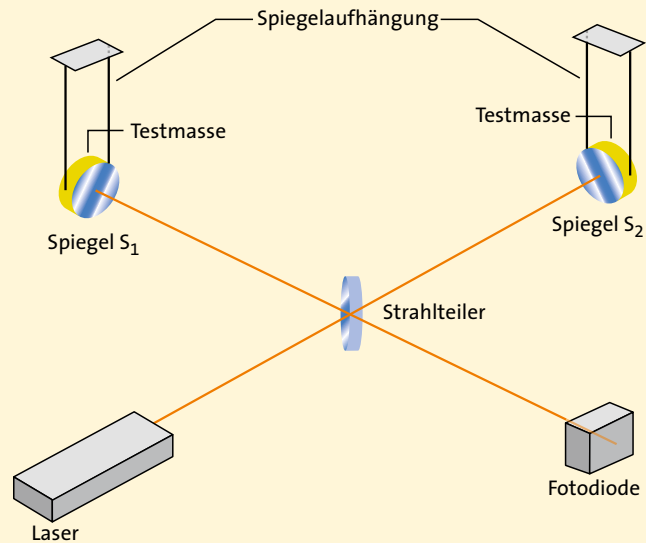 Spiegelaufhängung
Testmasse
Testmasse
Spiegel S₁
Spiegel S₂
Strahlteiler
Laser
Fotodiode